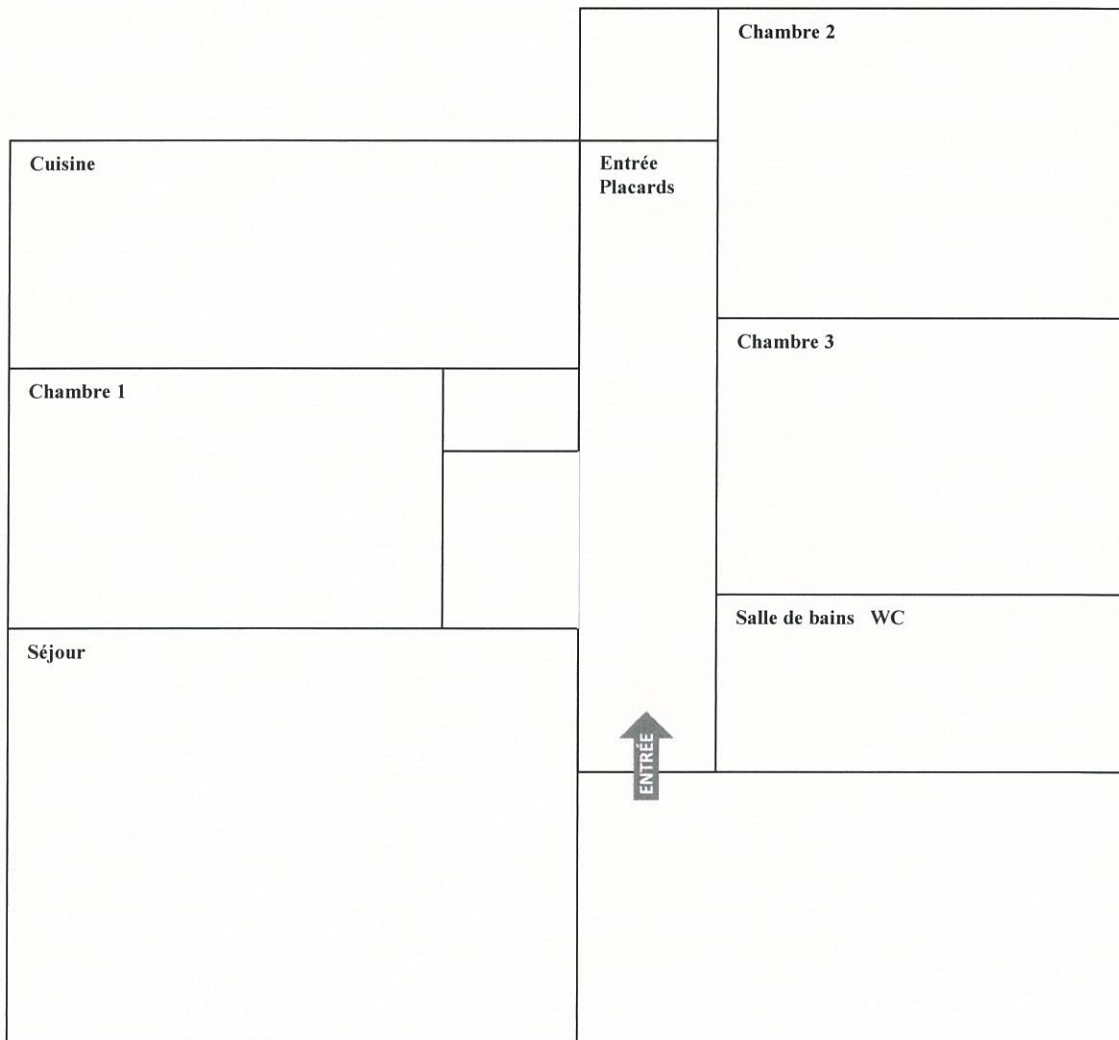 Chambre 2
Cuisine
Entrée
Placards
Chambre 1
Chambre 3
Salle de bains WC
Séjour
ENTRÉE